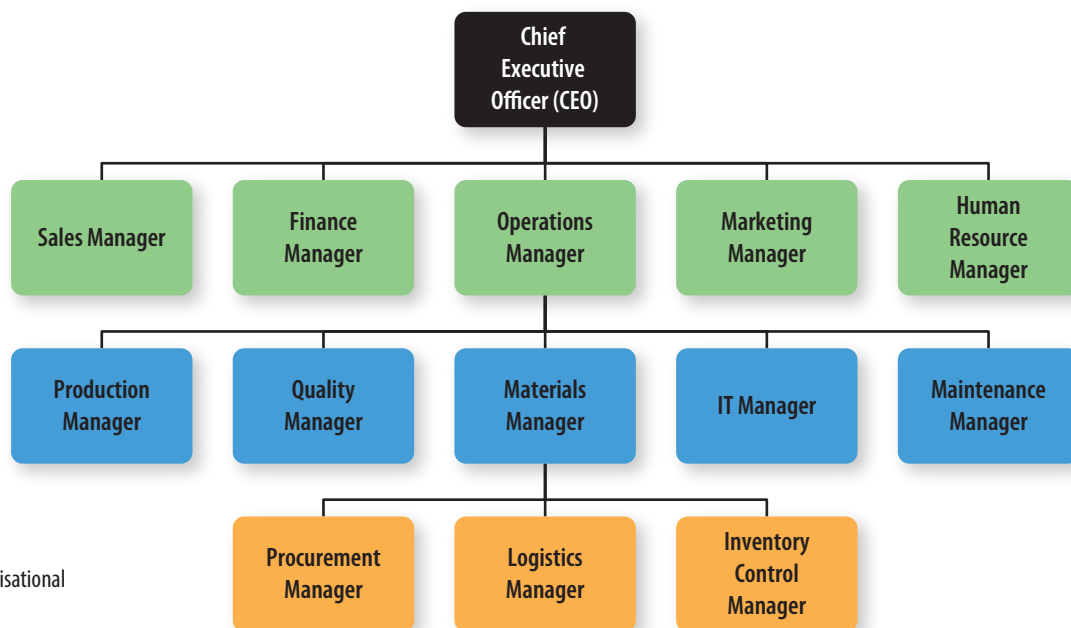 Chief
Executive
Officer (CEO)
Sales Manager
Finance
Manager
Operations
Manager
Marketing
Manager
Human
Resource
Manager
Production
Manager
Quality
Manager
Materials
Manager
IT Manager
Maintenance
Manager
Procurement
Manager
Logistics
Manager
Inventory
Control
Manager
isational